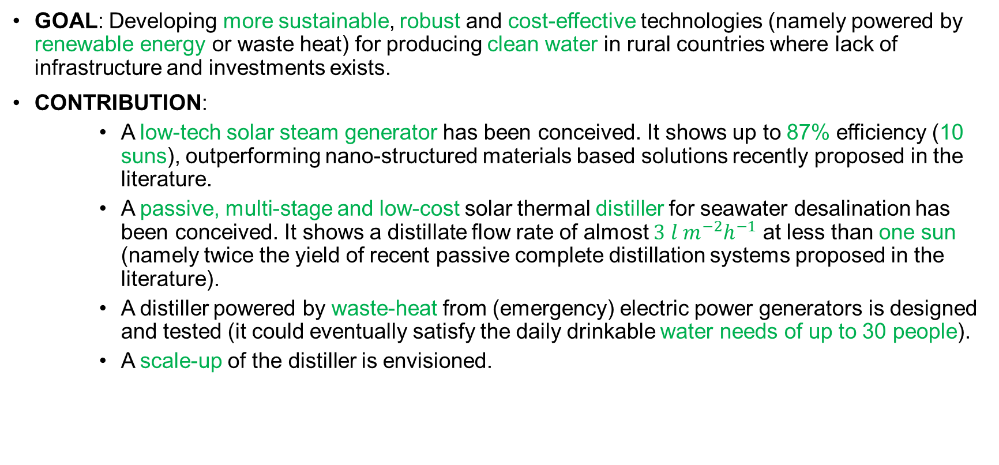 • GOAL: Developing more sustainable, robust and cost-effective technologies (namely powered by
renewable energy or waste heat) for producing clean water in rural countries where lack of
infrastructure and investments exists.
• CONTRIBUTION:
• A low-tech solar steam generator has been conceived. It shows up to 87% efficiency (10
suns), outperforming nano-structured materials based solutions recently proposed in the
literature.
• A passive, multi-stage and low-cost solar thermal distiller for seawater desalination has
been conceived. It shows a distillate flow rate of almost 3 l m⁻²h⁻¹ at less than one sun
(namely twice the yield of recent passive complete distillation systems proposed in the
literature).
• A distiller powered by waste-heat from (emergency) electric power generators is designed
and tested (it could eventually satisfy the daily drinkable water needs of up to 30 people).
• A scale-up of the distiller is envisioned.